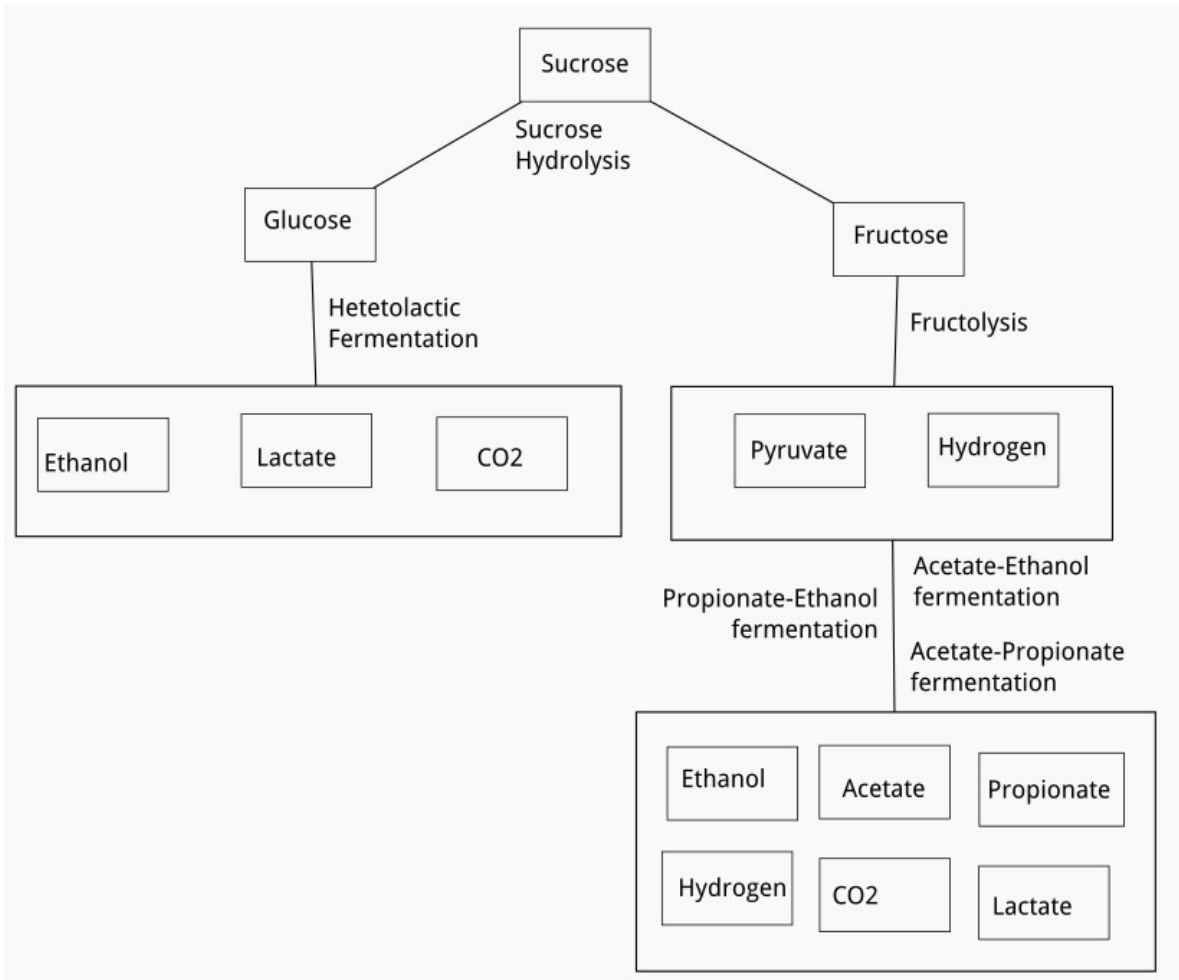 Sucrose
Sucrose
Hydrolysis
Glucose
Fructose
Hetetolactic
Fermentation
Fructolysis
Ethanol
Lactate
CO2
Pyruvate
Hydrogen
Propionate-Ethanol
fermentation
Acetate-Ethanol
fermentation
Acetate-Propionate
fermentation
Ethanol
Acetate
Propionate
Hydrogen
CO2
Lactate